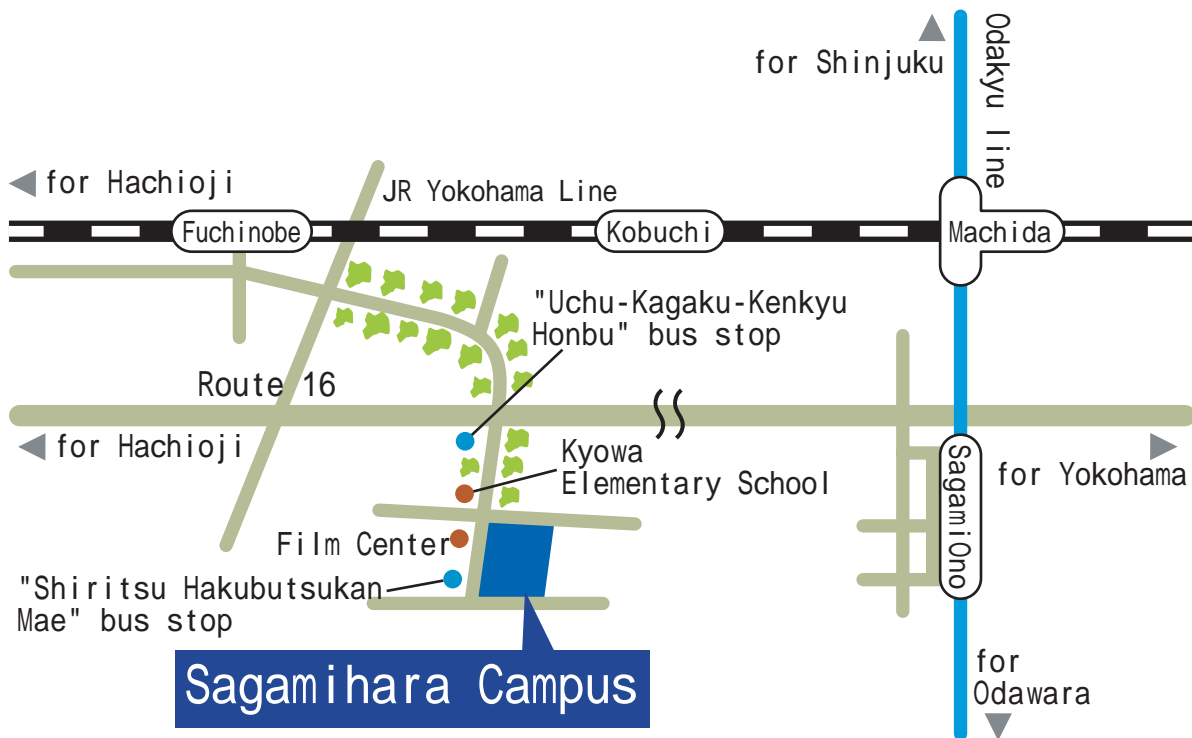 for Shinjuku
Odakyu line
for Hachioji
JR Yokohama Line
Fuchinobe
Kobuchi
Machida
"Uchu-Kagaku-Kenkyu
Honbu" bus stop
Route 16
for Hachioji
Kyowa
Elementary School
SagamiOno
for Yokohama
Film Center
"Shiritsu Hakubutsukan
Mae" bus stop
Sagamihara Campus
for
Odawara